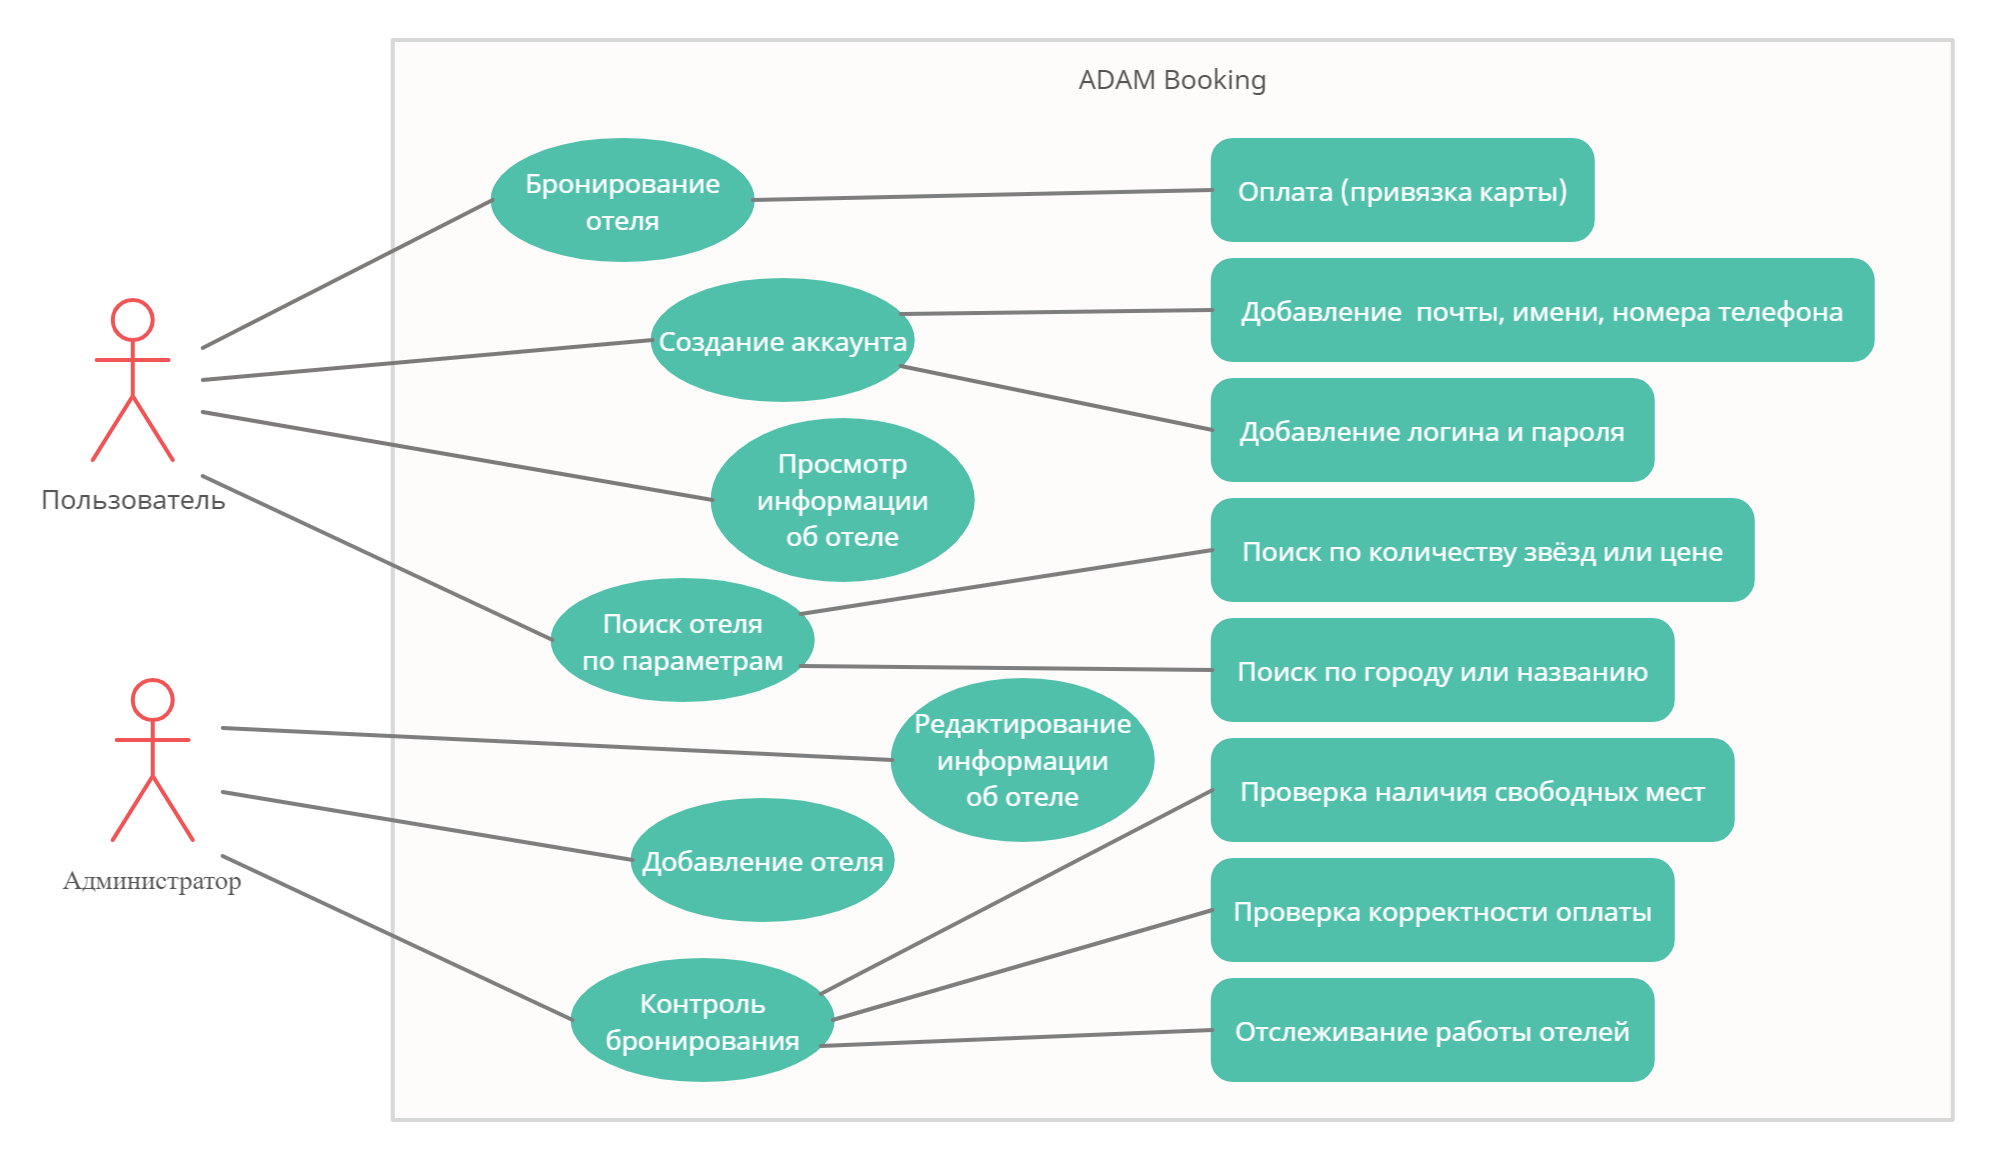 ADAM Booking
Бронирование
отеля
Оплата (привязка карты)
Добавление  почты, имени, номера телефона
Создание аккаунта
Добавление логина и пароля
Просмотр
информации
об отеле
Пользователь
Поиск по количеству звёзд или цене
Поиск отеля
по параметрам
Поиск по городу или названию
Редактирование
информации
об отеле
Проверка наличия свободных мест
Добавление отеля
Администратор
Проверка корректности оплаты
Контроль
бронирования
Отслеживание работы отелей